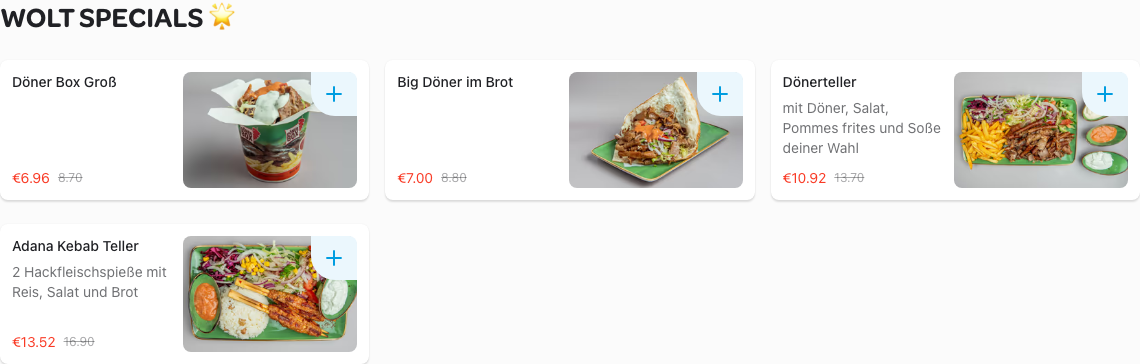 WOLT SPECIALS 🌟
Döner Box Groß
€6.96 8.70
Big Döner im Brot
€7.00 8.80
Dönerteller
mit Döner, Salat,
Pommes frites und Soße
deiner Wahl
€10.92 13.70
Adana Kebab Teller
2 Hackfleischspieße mit
Reis, Salat und Brot
€13.52 16.90